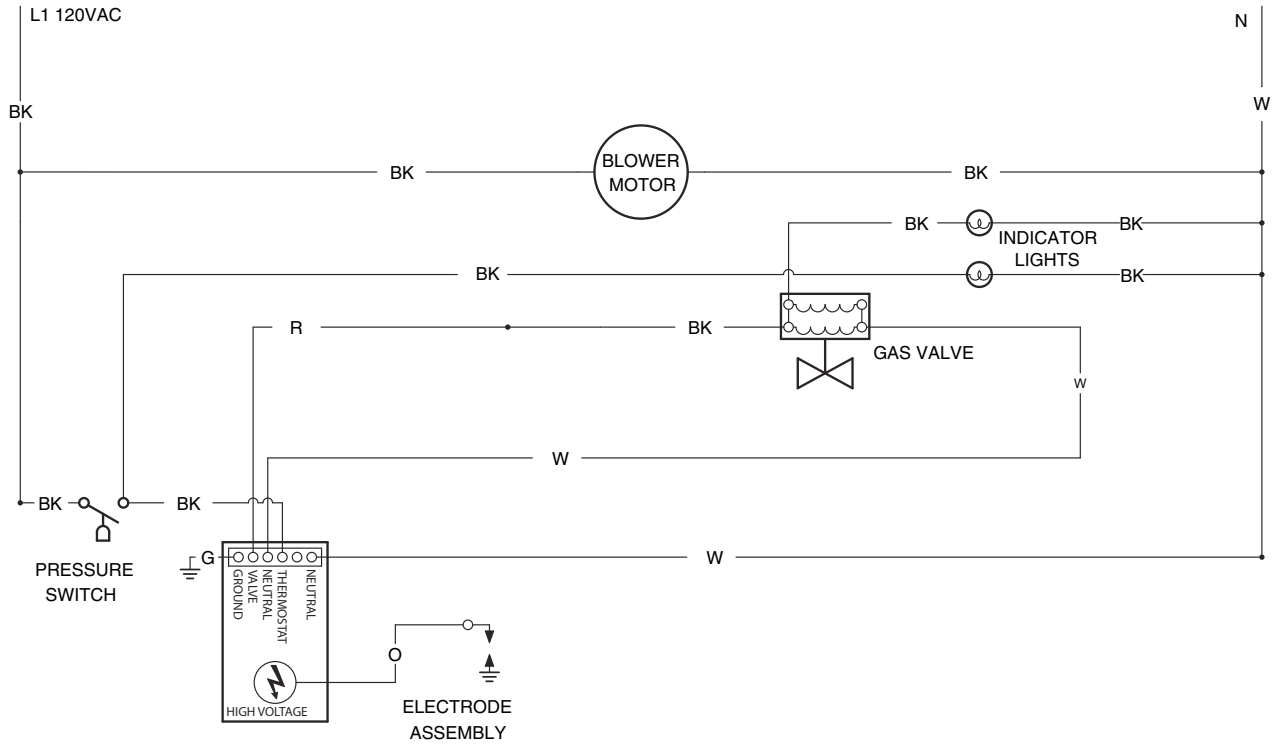 L1 120VAC
N
BK
W
BLOWER
MOTOR
BK
BK
BK
BK
INDICATOR
LIGHTS
BK
BK
R
BK
GAS VALVE
W
W
BK
BK
PRESSURE
SWITCH
G
W
GROUND
VALVE
NEUTRAL
THERMOSTAT
NEUTRAL
HIGH VOLTAGE
O
ELECTRODE
ASSEMBLY